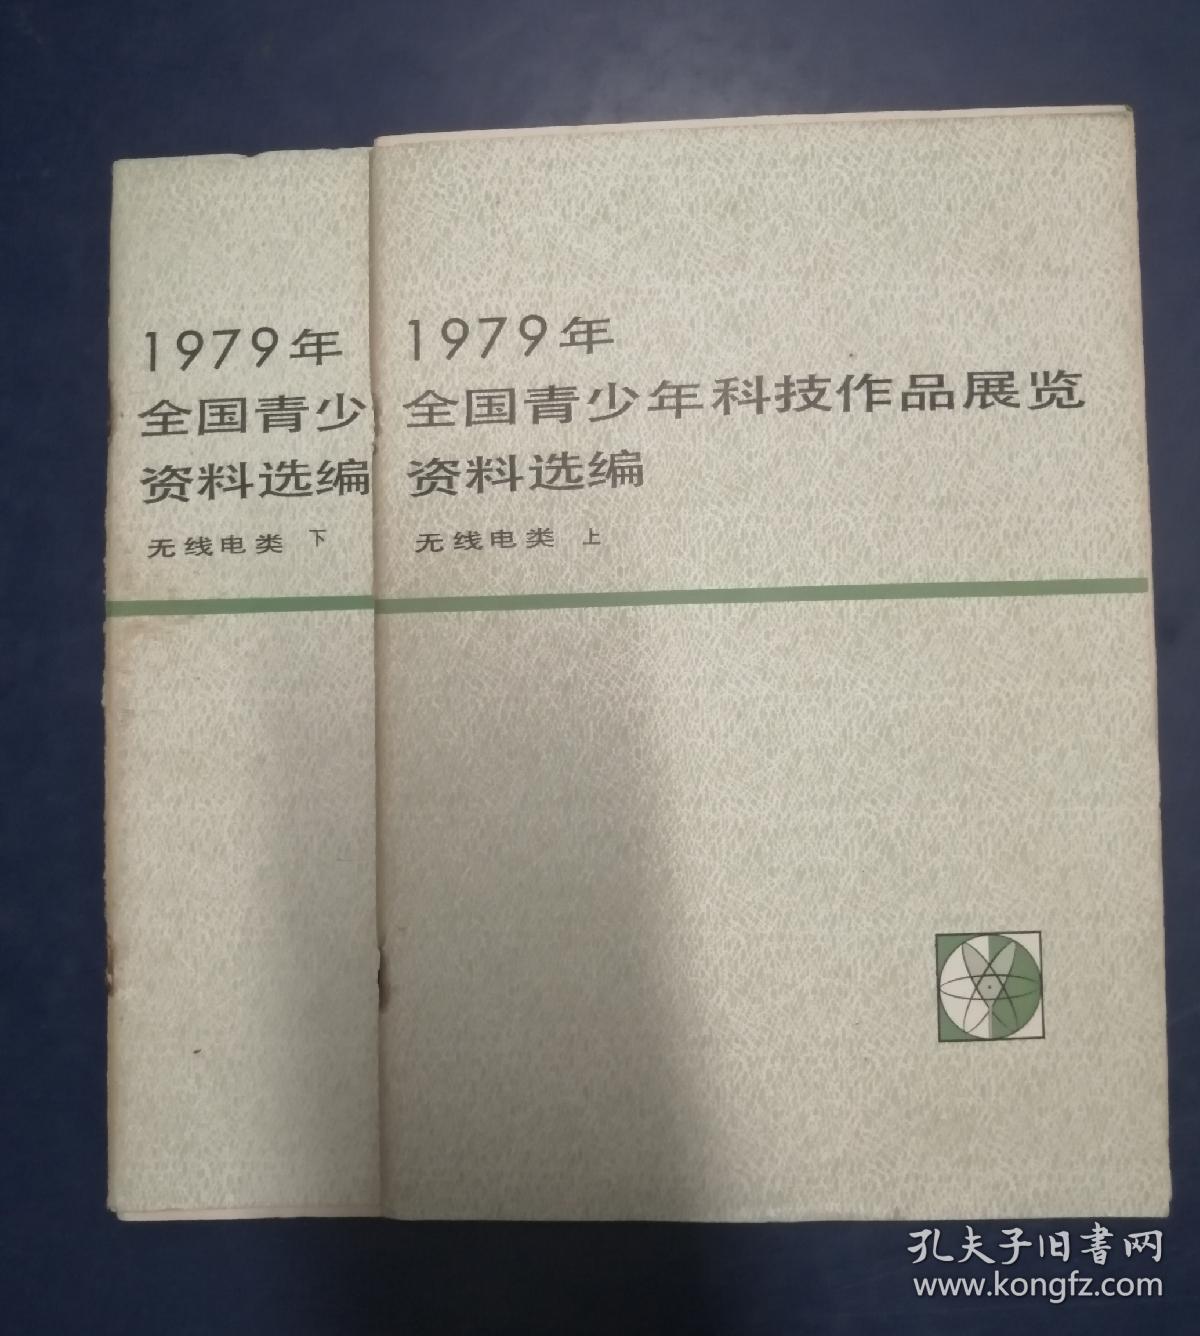 1979年
全国青少
资料选编
无线电类 下
1979年
全国青少年科技作品展览
资料选编
无线电类 上
孔夫子旧书网
www.kongfz.com